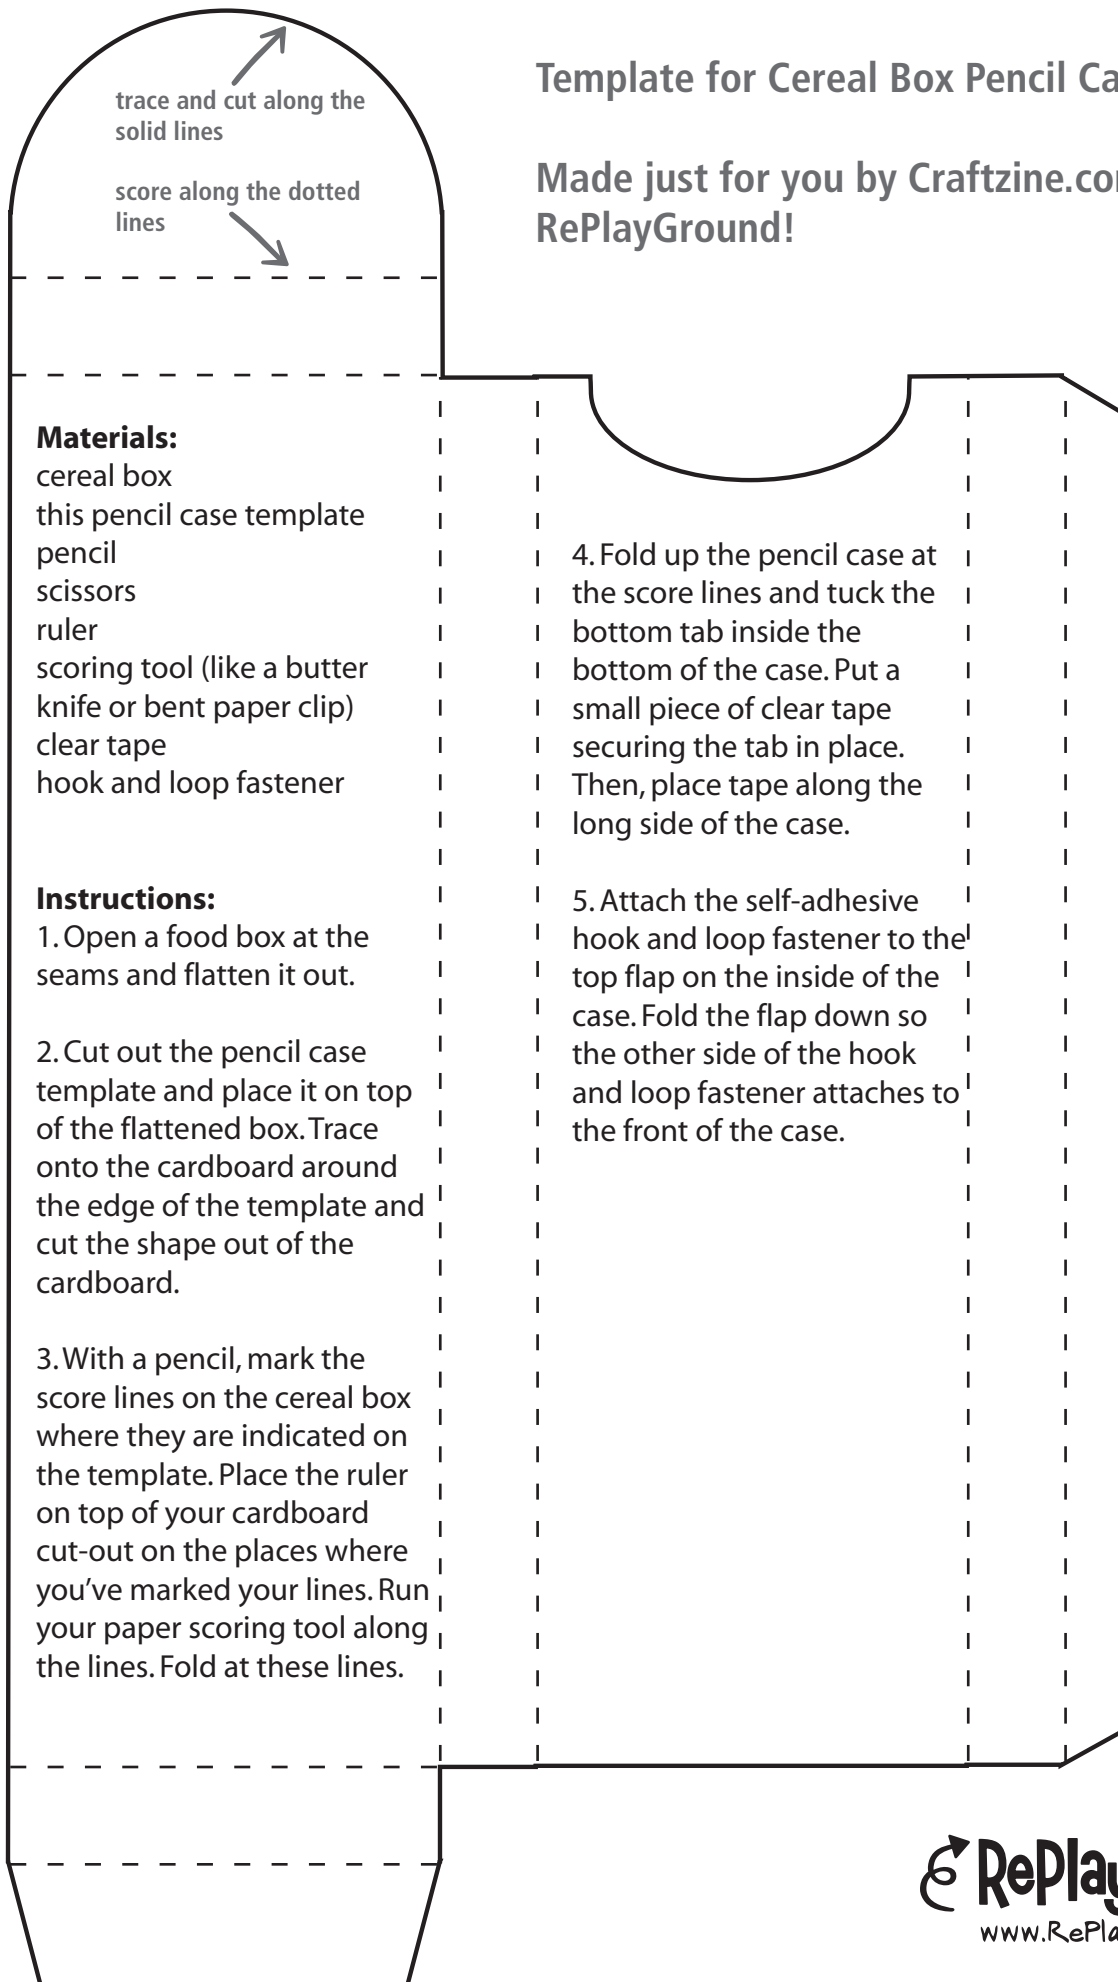 trace and cut along the
solid lines
score along the dotted
lines
Template for Cereal Box Pencil Ca
Made just for you by Craftzine.co
RePlayGround!
Materials:
cereal box
this pencil case template
pencil
scissors
ruler
scoring tool (like a butter
knife or bent paper clip)
clear tape
hook and loop fastener
Instructions:
1. Open a food box at the
seams and flatten it out.
2. Cut out the pencil case
template and place it on top
of the flattened box. Trace
onto the cardboard around
the edge of the template and
cut the shape out of the
cardboard.
3. With a pencil, mark the
score lines on the cereal box
where they are indicated on
the template. Place the ruler
on top of your cardboard
cut-out on the places where
you've marked your lines. Run
your paper scoring tool along
the lines. Fold at these lines.
4. Fold up the pencil case at
the score lines and tuck the
bottom tab inside the
bottom of the case. Put a
small piece of clear tape
securing the tab in place.
Then, place tape along the
long side of the case.
5. Attach the self-adhesive
hook and loop fastener to the
top flap on the inside of the
case. Fold the flap down so
the other side of the hook
and loop fastener attaches to
the front of the case.
RePlay
www.RePla